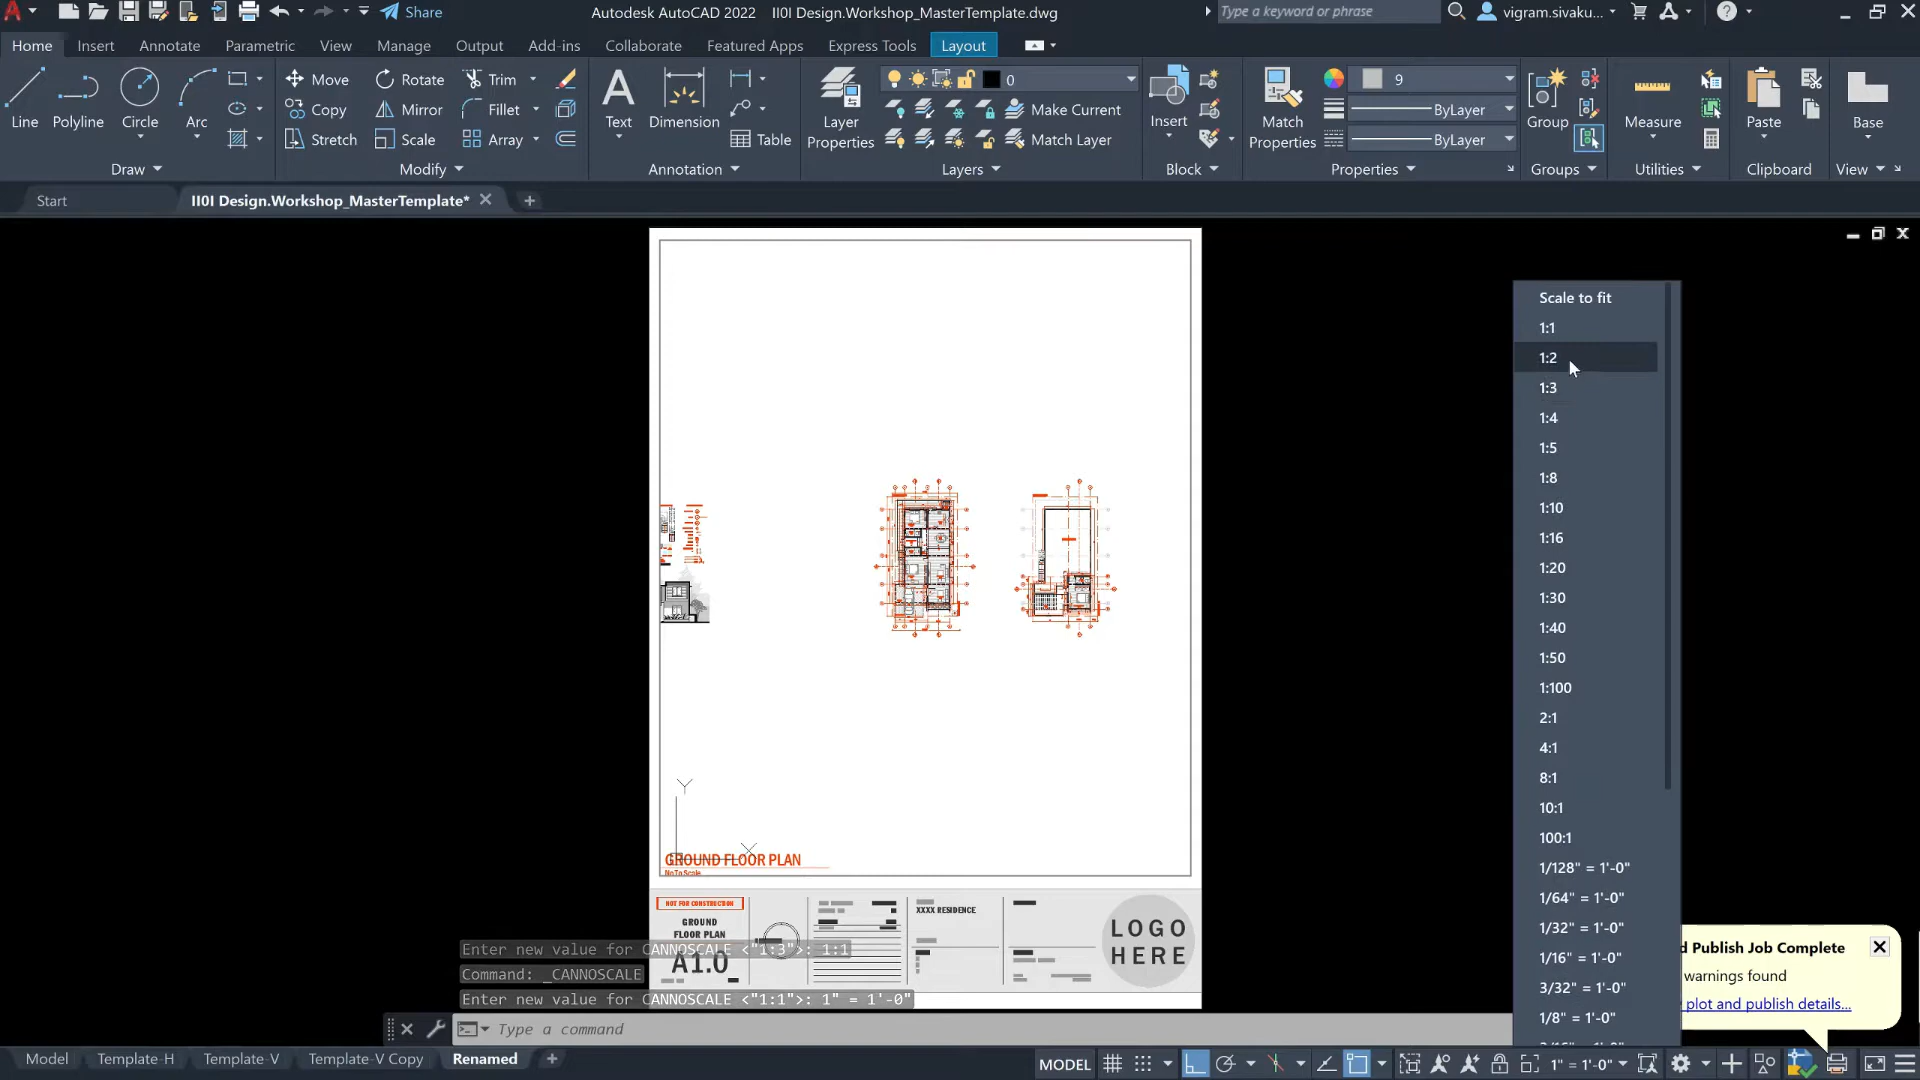 Share
Autodesk AutoCAD 2022 II0I Design.Workshop_MasterTemplate.dwg
Type a keyword or phrase
vigram.sivaku...
Home Insert Annotate Parametric View Manage Output Add-ins Collaborate Featured Apps Express Tools Layout
Line Polyline Circle Arc
Move Rotate Trim
Copy Mirror Fillet
Stretch Scale Array
Text Dimension Table
Layer Properties
0
Make Current
Match Layer
Insert
Match Properties
9
ByLayer
ByLayer
Group Measure Paste Base
Draw Modify Annotation Layers Block Properties Groups Utilities Clipboard View
Start II0I Design.Workshop_MasterTemplate*
Scale to fit
1:1
1:2
1:3
1:4
1:5
1:8
1:10
1:16
1:20
1:30
1:40
1:50
1:100
2:1
4:1
8:1
10:1
100:1
1/128" = 1'-0"
1/64" = 1'-0"
1/32" = 1'-0"
1/16" = 1'-0"
3/32" = 1'-0"
1/8" = 1'-0"
Y
X
GROUND FLOOR PLAN
No To Scale
NOT FOR CONSTRUCTION
GROUND
FLOOR PLAN
A1.0
XXXX RESIDENCE
LOGO
HERE
Enter new value for CANNOSCALE <"1:3">: 1:1
Command: _CANNOSCALE
Enter new value for CANNOSCALE <"1:1">: 1" = 1'-0"
Type a command
d Publish Job Complete
warnings found
plot and publish details...
Model Template-H Template-V Template-V Copy Renamed
MODEL
1" = 1'-0"